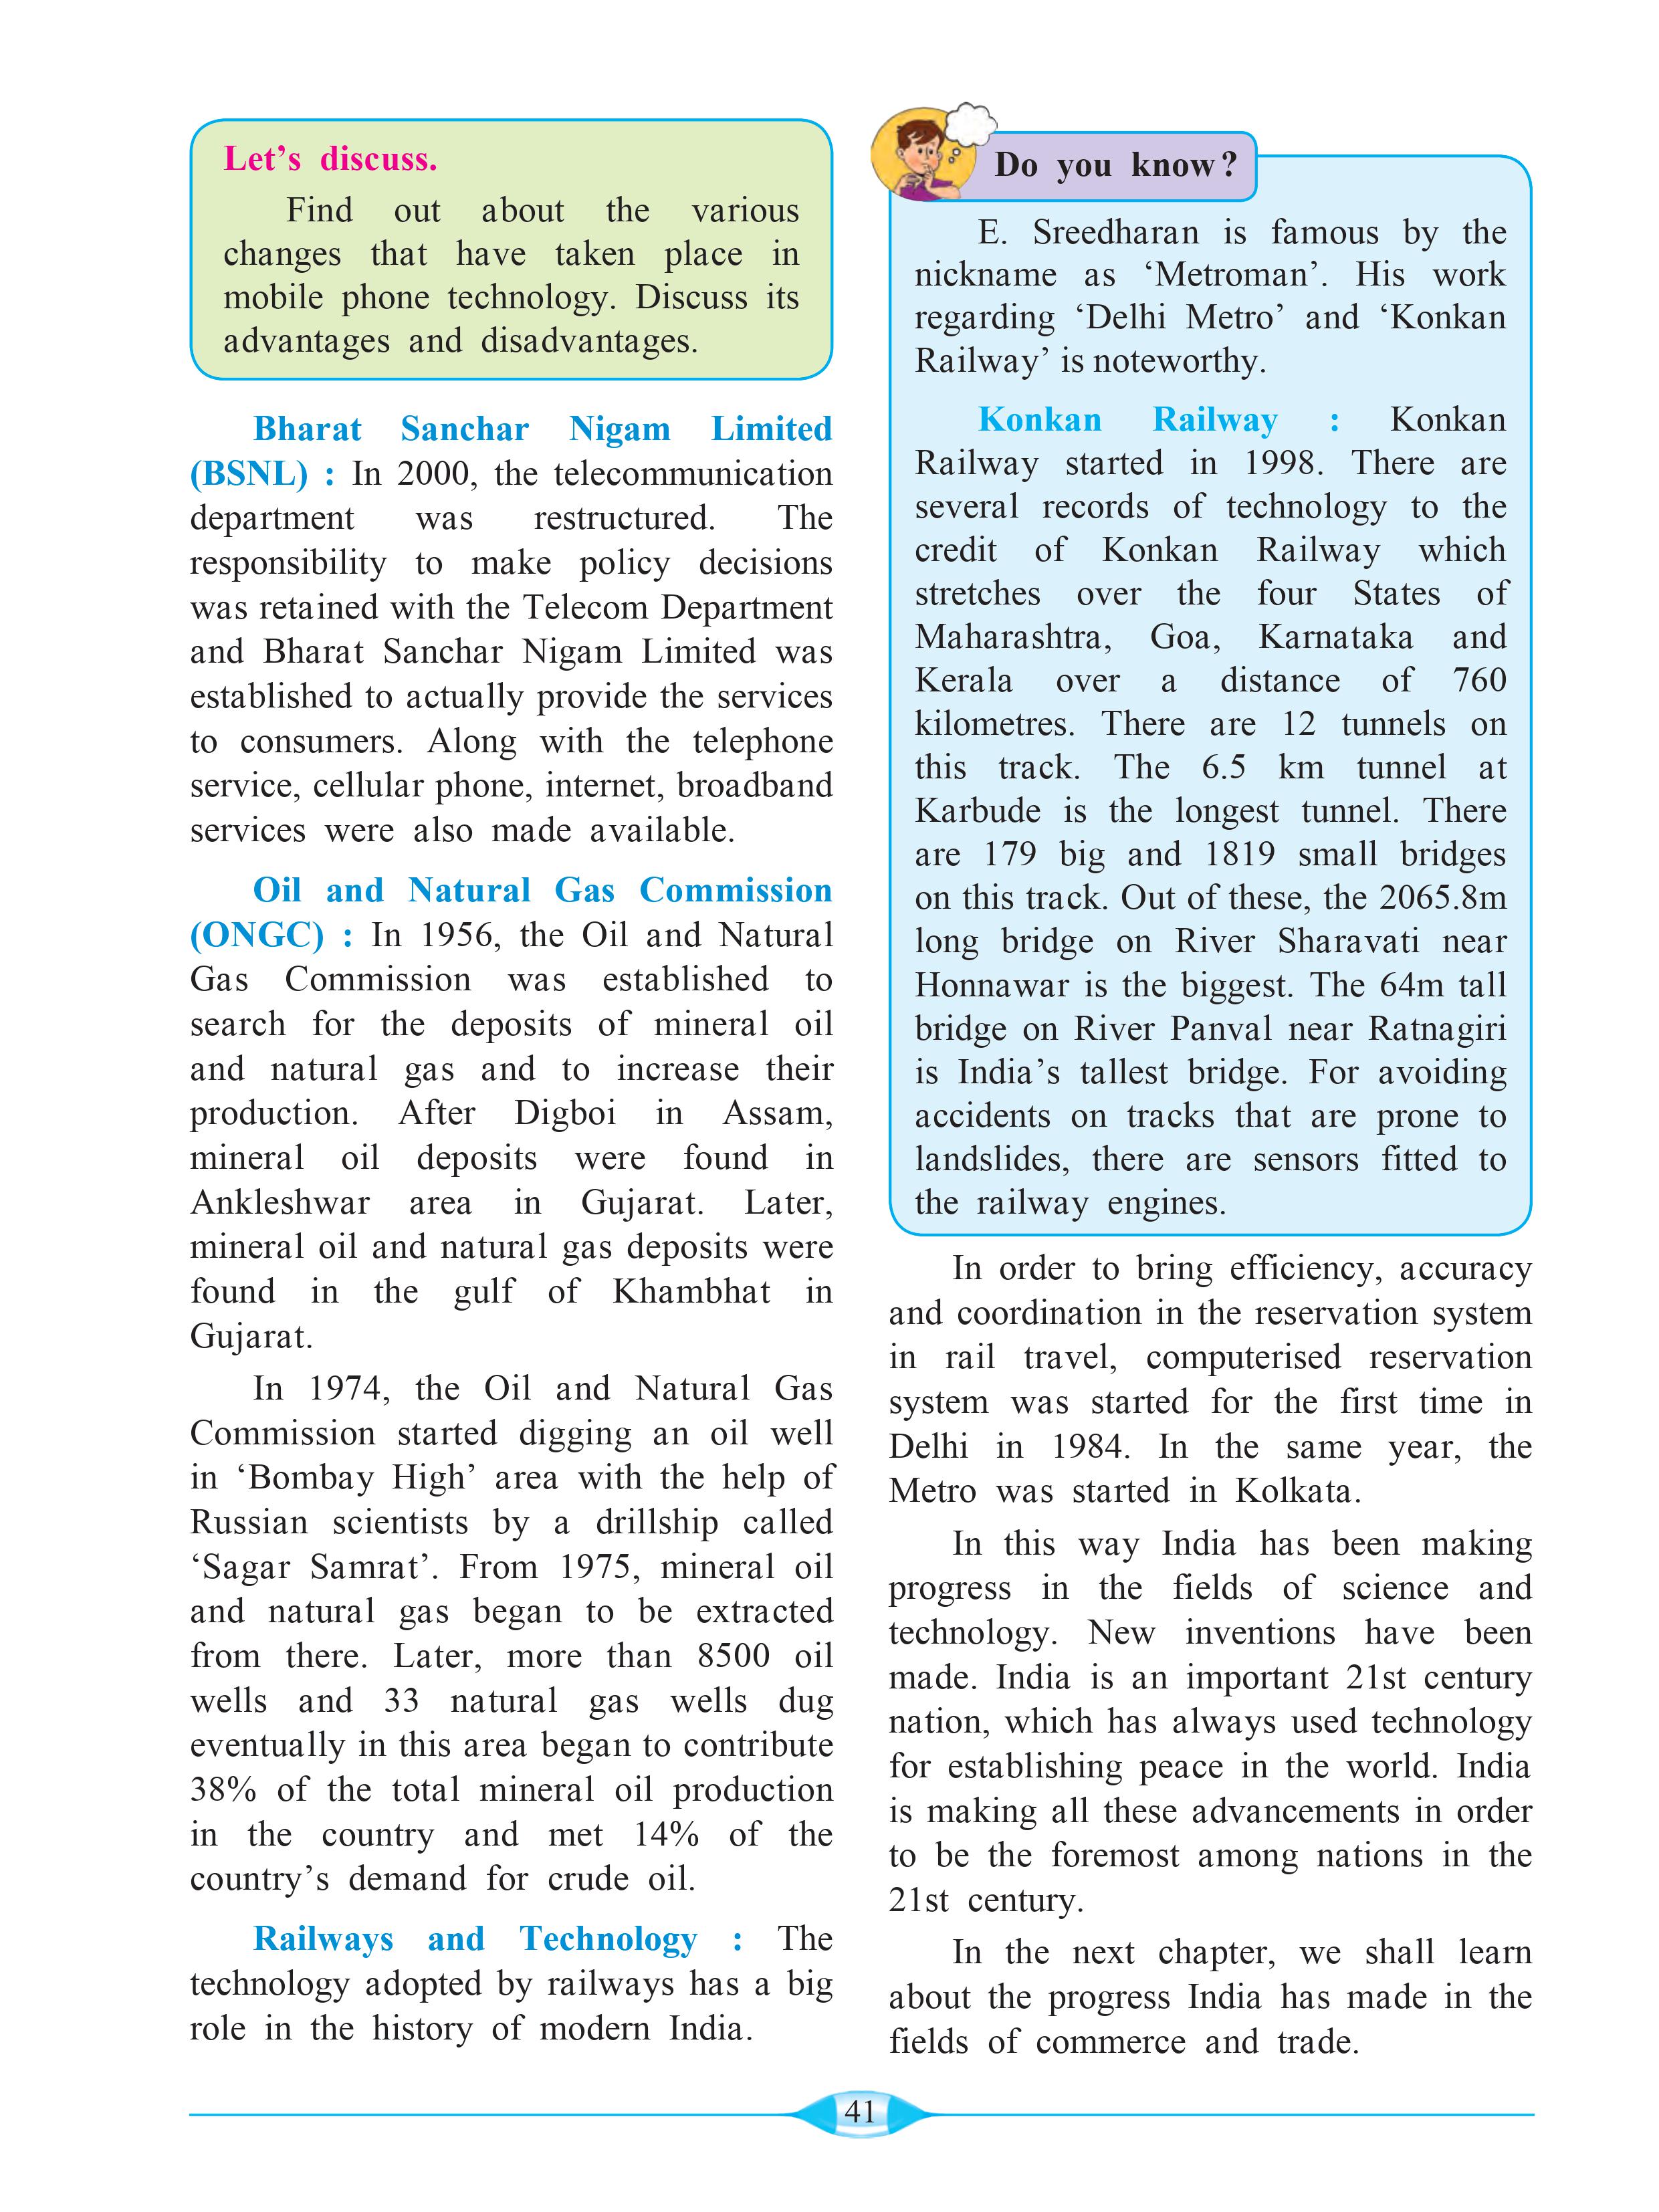 Let's discuss.
Find out about the various
changes that have taken place in
mobile phone technology. Discuss its
advantages and disadvantages.
Bharat Sanchar Nigam Limited
(BSNL) : In 2000, the telecommunication
department was restructured. The
responsibility to make policy decisions
was retained with the Telecom Department
and Bharat Sanchar Nigam Limited was
established to actually provide the services
to consumers. Along with the telephone
service, cellular phone, internet, broadband
services were also made available.
Oil and Natural Gas Commission
(ONGC) : In 1956, the Oil and Natural
Gas Commission was established to
search for the deposits of mineral oil
and natural gas and to increase their
production. After Digboi in Assam,
mineral oil deposits were found in
Ankleshwar area in Gujarat. Later,
mineral oil and natural gas deposits were
found in the gulf of Khambhat in
Gujarat.
In 1974, the Oil and Natural Gas
Commission started digging an oil well
in ‘Bombay High’ area with the help of
Russian scientists by a drillship called
‘Sagar Samrat’. From 1975, mineral oil
and natural gas began to be extracted
from there. Later, more than 8500 oil
wells and 33 natural gas wells dug
eventually in this area began to contribute
38% of the total mineral oil production
in the country and met 14% of the
country’s demand for crude oil.
Railways and Technology : The
technology adopted by railways has a big
role in the history of modern India.
Do you know?
E. Sreedharan is famous by the
nickname as ‘Metroman’. His work
regarding ‘Delhi Metro’ and ‘Konkan
Railway’ is noteworthy.
Konkan Railway : Konkan
Railway started in 1998. There are
several records of technology to the
credit of Konkan Railway which
stretches over the four States of
Maharashtra, Goa, Karnataka and
Kerala over a distance of 760
kilometres. There are 12 tunnels on
this track. The 6.5 km tunnel at
Karbude is the longest tunnel. There
are 179 big and 1819 small bridges
on this track. Out of these, the 2065.8m
long bridge on River Sharavati near
Honnawar is the biggest. The 64m tall
bridge on River Panval near Ratnagiri
is India’s tallest bridge. For avoiding
accidents on tracks that are prone to
landslides, there are sensors fitted to
the railway engines.
In order to bring efficiency, accuracy
and coordination in the reservation system
in rail travel, computerised reservation
system was started for the first time in
Delhi in 1984. In the same year, the
Metro was started in Kolkata.
In this way India has been making
progress in the fields of science and
technology. New inventions have been
made. India is an important 21st century
nation, which has always used technology
for establishing peace in the world. India
is making all these advancements in order
to be the foremost among nations in the
21st century.
In the next chapter, we shall learn
about the progress India has made in the
fields of commerce and trade.
41